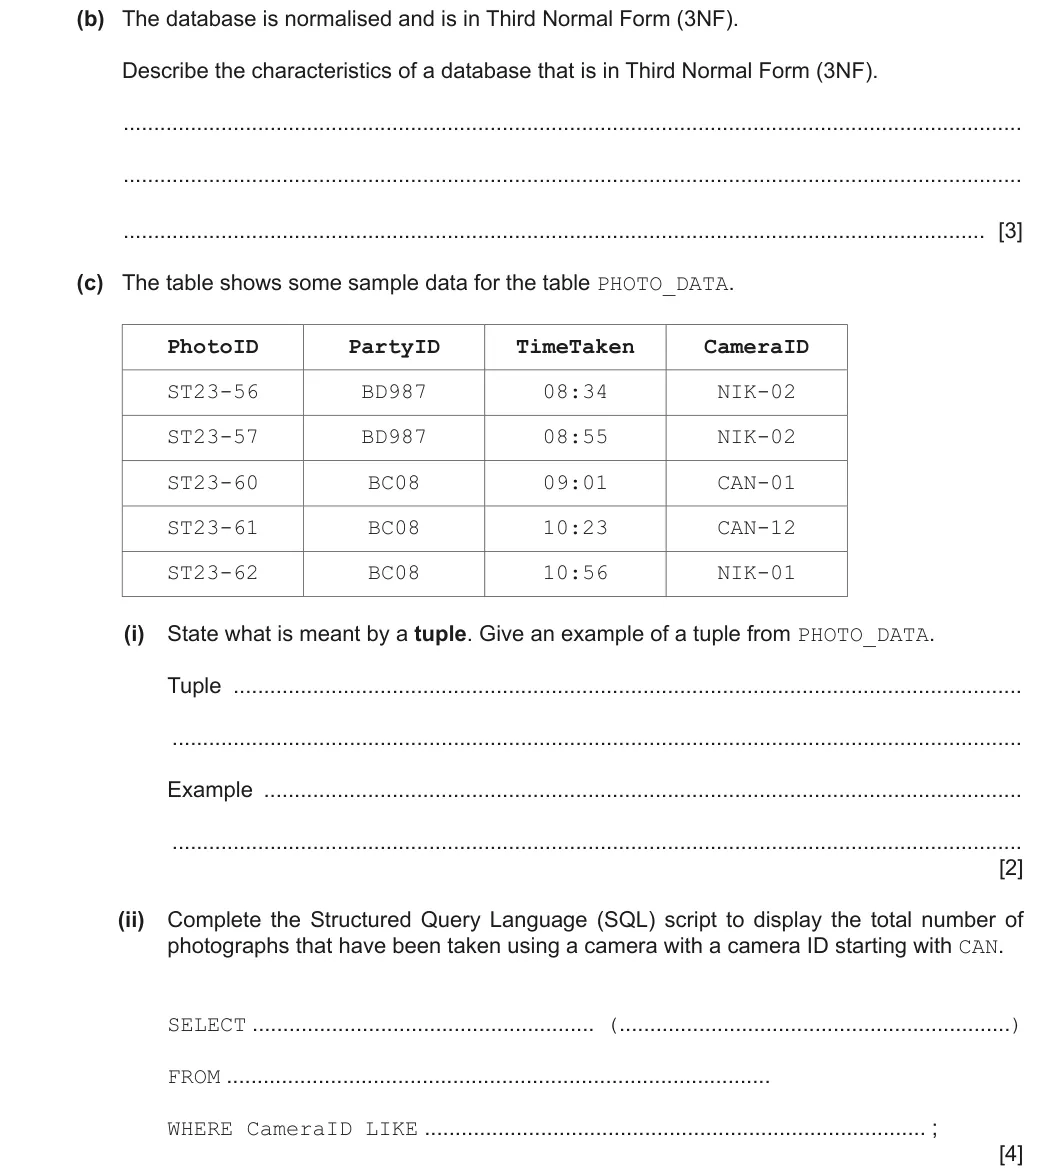 (b) The database is normalised and is in Third Normal Form (3NF).
Describe the characteristics of a database that is in Third Normal Form (3NF).
...................................................................................................................................................
...................................................................................................................................................
............................................................................................................................................. [3]
(c) The table shows some sample data for the table PHOTO_DATA.
PhotoID PartyID TimeTaken CameraID
ST23-56 BD987 08:34 NIK-02
ST23-57 BD987 08:55 NIK-02
ST23-60 BC08 09:01 CAN-01
ST23-61 BC08 10:23 CAN-12
ST23-62 BC08 10:56 NIK-01
(i) State what is meant by a tuple. Give an example of a tuple from PHOTO_DATA.
Tuple .................................................................................................................................
...........................................................................................................................................
Example ............................................................................................................................
...........................................................................................................................................
[2]
(ii) Complete the Structured Query Language (SQL) script to display the total number of
photographs that have been taken using a camera with a camera ID starting with CAN.
SELECT ........................................................ (................................................................)
FROM .........................................................................................
WHERE CameraID LIKE .................................................................................. ;
[4]